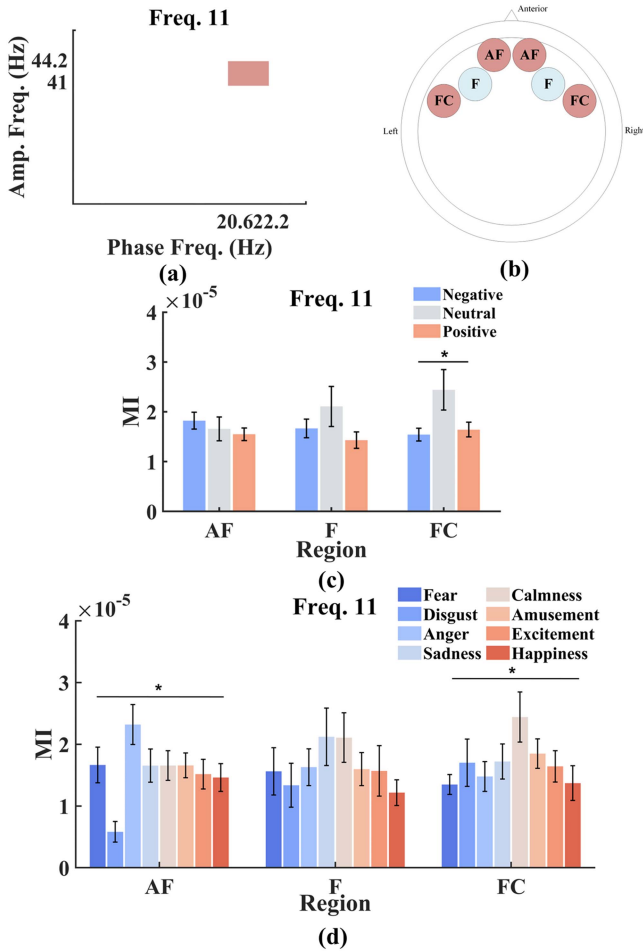 Freq. 11
Amp. Freq. (Hz)
44.2
41
20.622.2
Phase Freq. (Hz)
(a)
Anterior
AF AF
F F
FC FC
Left Right
(b)
×10-5
Freq. 11
Negative
Neutral
Positive
MI
4
3
2
1
0
*
AF F FC
Region
(c)
×10-5
Freq. 11
Fear Calmness
Disgust Amusement
Anger Excitement
Sadness Happiness
MI
4
3
2
1
0
* *
AF F FC
Region
(d)